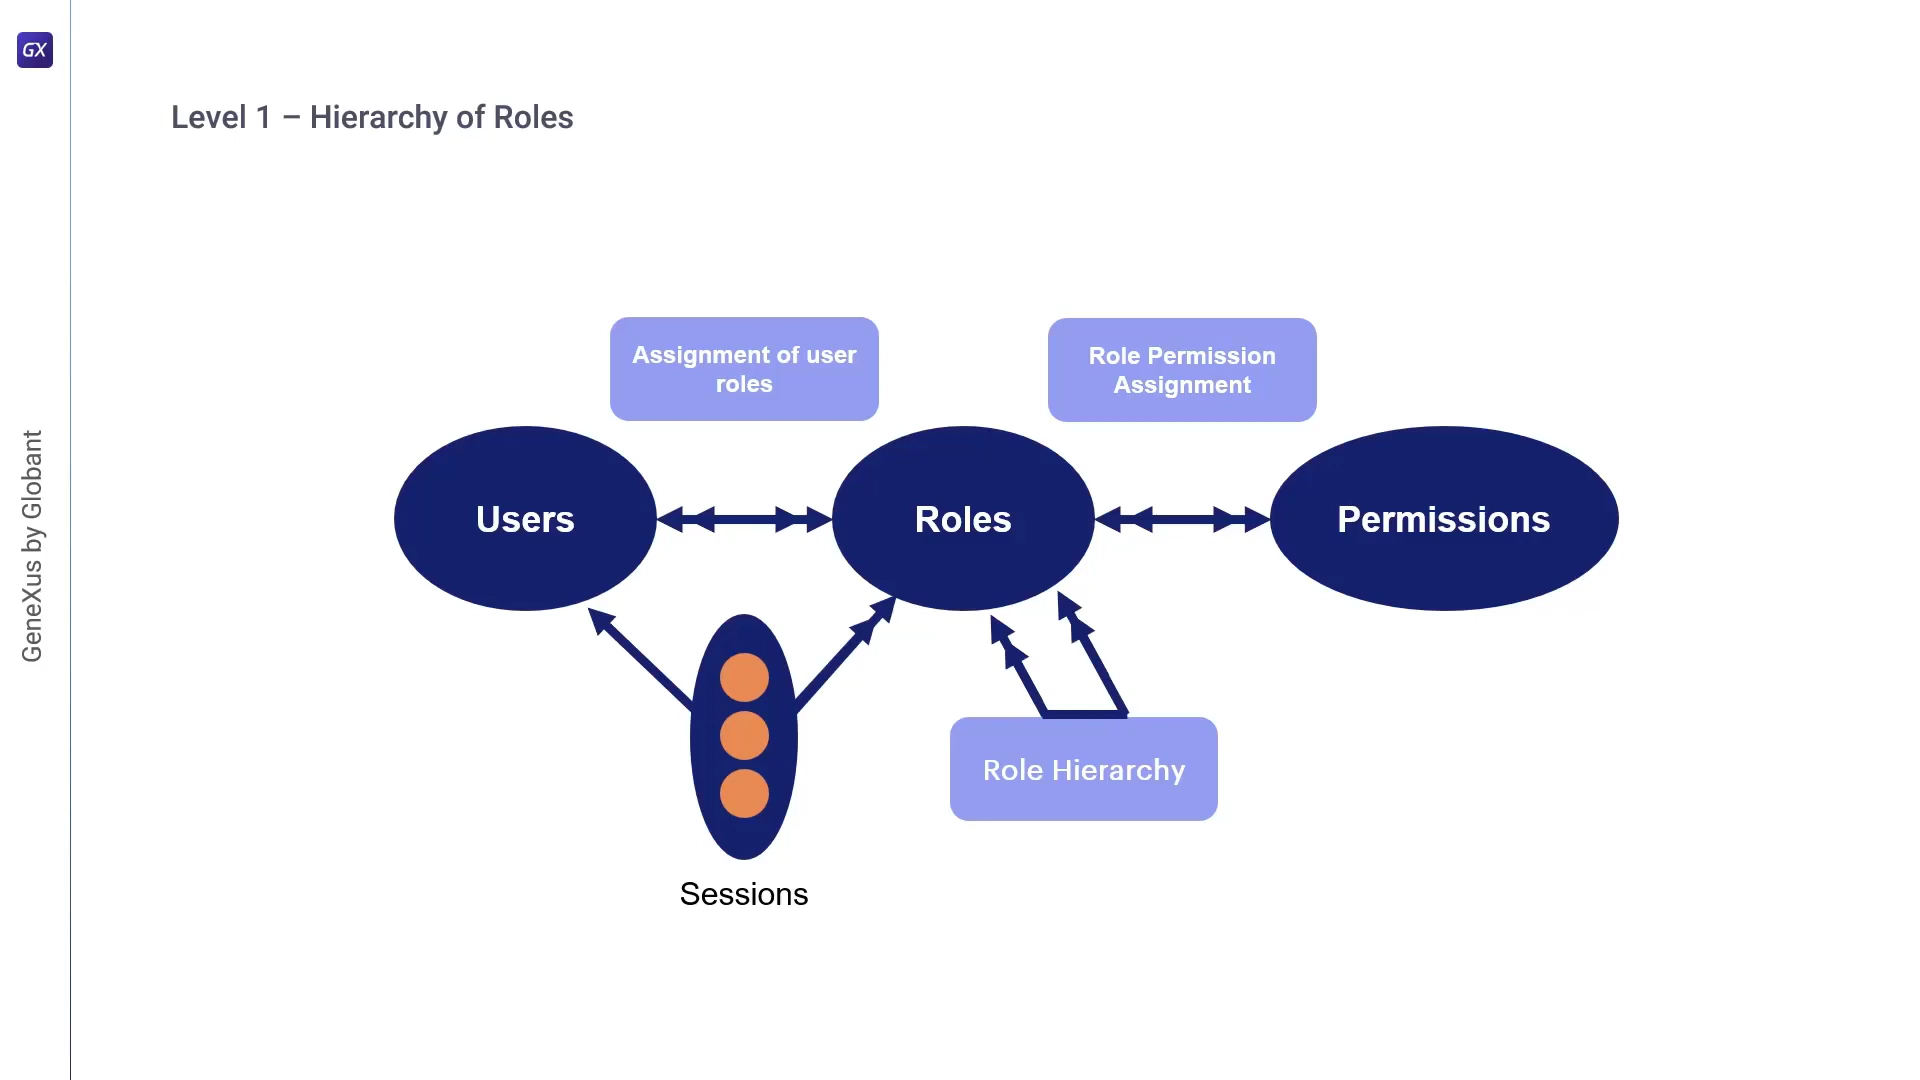 GX
GeneXus by Globant
Level 1 – Hierarchy of Roles
Assignment of user
roles
Role Permission
Assignment
Users
Roles
Permissions
Role Hierarchy
Sessions